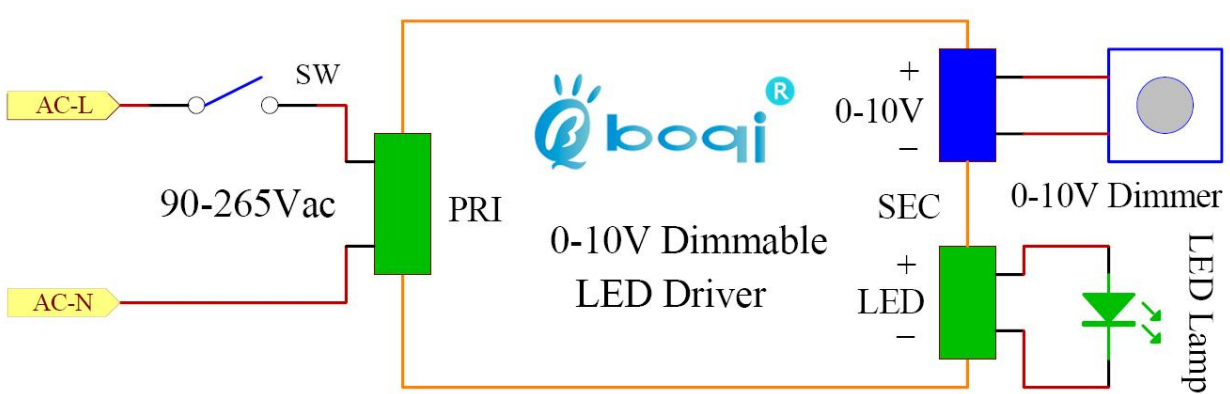 AC-L
SW
90-265Vac
AC-N
PRI
boqi ®
0-10V Dimmable
LED Driver
+
0-10V
−
SEC
+
LED
−
0-10V Dimmer
LED Lamp